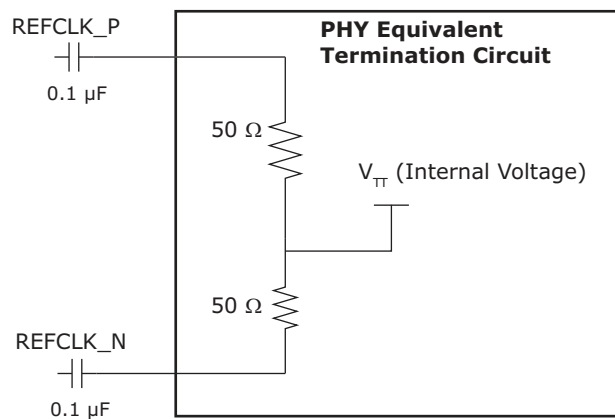 REFCLK_P
0.1 µF
PHY Equivalent
Termination Circuit
50 Ω
V_TT (Internal Voltage)
50 Ω
REFCLK_N
0.1 µF